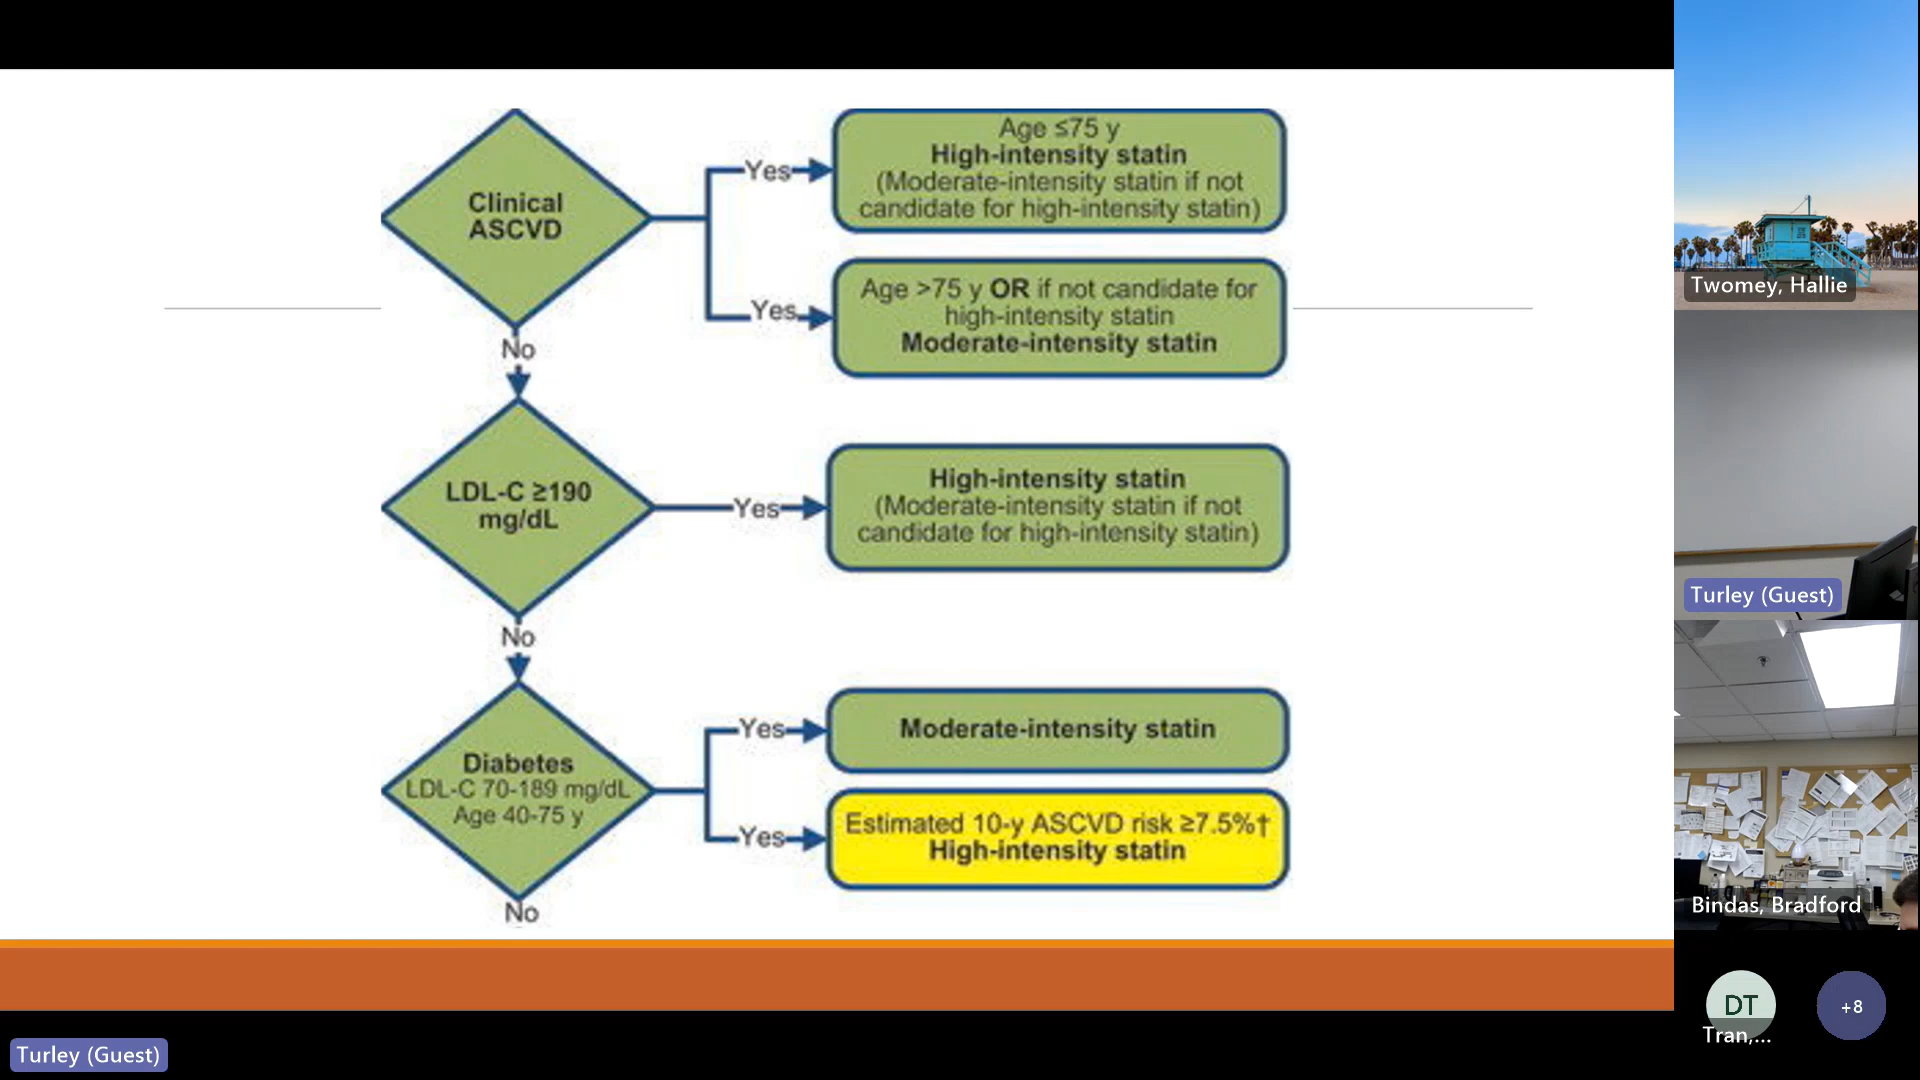 Clinical
ASCVD
Yes
Age ≤75 y
High-intensity statin
(Moderate-intensity statin if not
candidate for high-intensity statin)
Yes
Age >75 y OR if not candidate for
high-intensity statin
Moderate-intensity statin
No
LDL-C ≥190
mg/dL
Yes
High-intensity statin
(Moderate-intensity statin if not
candidate for high-intensity statin)
No
Diabetes
LDL-C 70-189 mg/dL
Age 40-75 y
Yes
Moderate-intensity statin
Yes
Estimated 10-y ASCVD risk ≥7.5%†
High-intensity statin
No
Turley (Guest)
Twomey, Hallie
Turley (Guest)
Bindas, Bradford
DT
Tran,...
+8